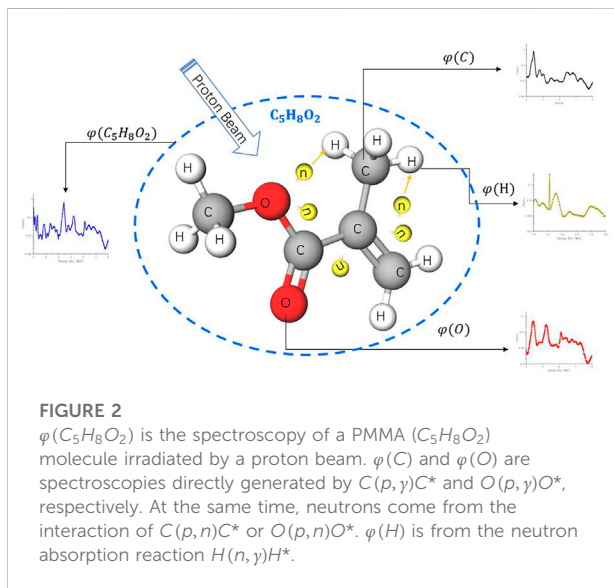 φ(C)
Proton Beam
C₅H₈O₂
φ(C₅H₈O₂)
H
H
H
H
n
φ(H)
C
O
n
n
C
H
H
n
C
C
n
H
C
O
H
φ(O)
FIGURE 2
φ(C₅H₈O₂) is the spectroscopy of a PMMA (C₅H₈O₂)
molecule irradiated by a proton beam. φ(C) and φ(O) are
spectroscopies directly generated by C(p,γ)C* and O(p,γ)O*,
respectively. At the same time, neutrons come from the
interaction of C(p,n)C* or O(p,n)O*. φ(H) is from the neutron
absorption reaction H(n,γ)H*.